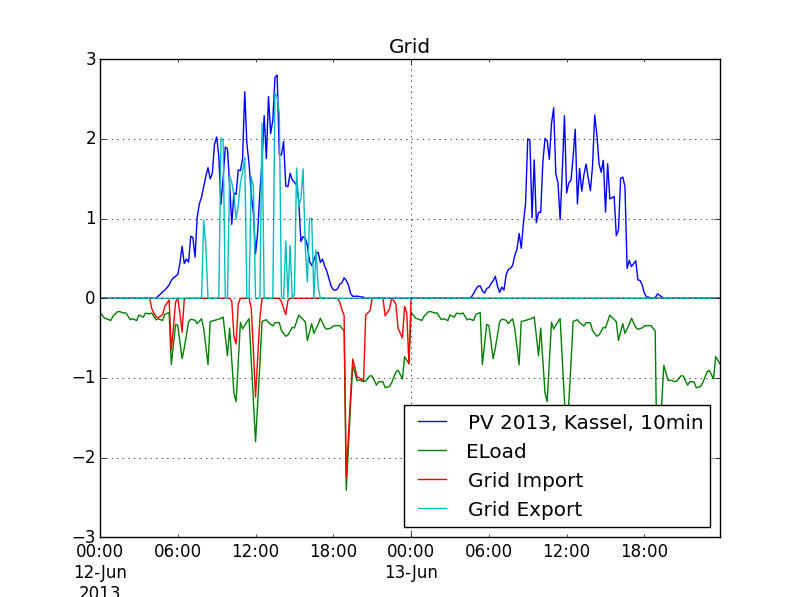 Grid
3
2
1
0
−1
−2
−3
00:00 06:00 12:00 18:00 00:00 06:00 12:00 18:00
12-Jun 13-Jun
2013
PV 2013, Kassel, 10min
ELoad
Grid Import
Grid Export